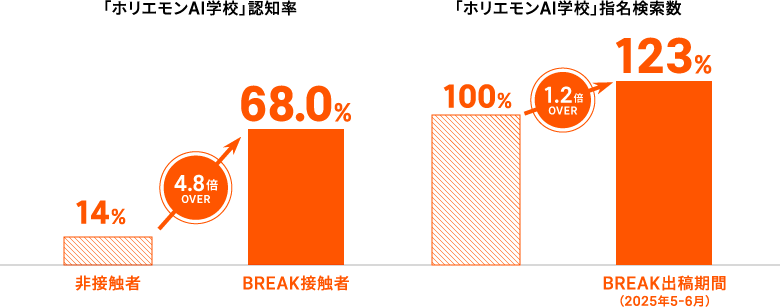 「ホリエモンAI学校」認知率
14%
4.8倍
OVER
68.0%
非接触者
BREAK接触者
「ホリエモンAI学校」指名検索数
100%
1.2倍
OVER
123%
BREAK出稿期間
（2025年5-6月）